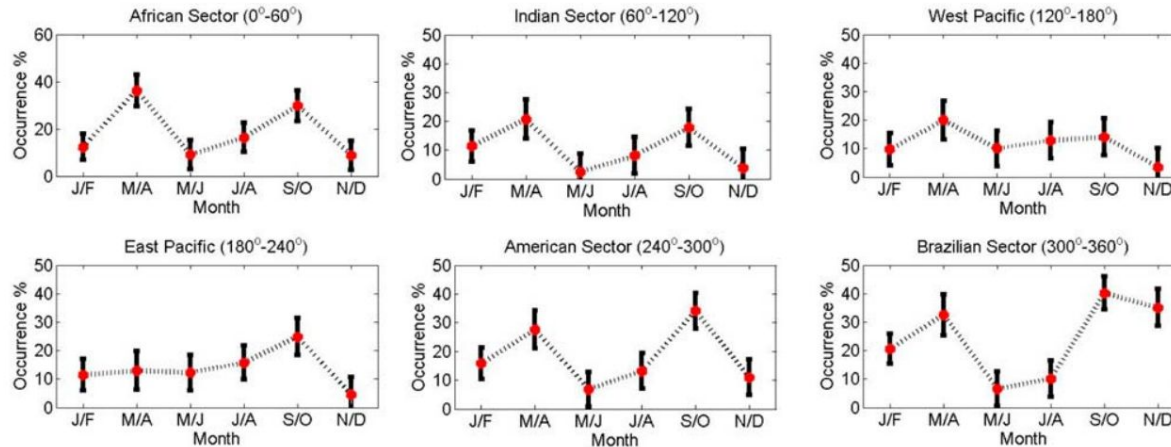 African Sector (0°-60°)
Occurrence %
60
40
20
0
J/F M/A M/J J/A S/O N/D
Month
Indian Sector (60°-120°)
Occurrence %
50
40
30
20
10
0
J/F M/A M/J J/A S/O N/D
Month
West Pacific (120°-180°)
Occurrence %
50
40
30
20
10
0
J/F M/A M/J J/A S/O N/D
Month
East Pacific (180°-240°)
Occurrence %
50
40
30
20
10
0
J/F M/A M/J J/A S/O N/D
Month
American Sector (240°-300°)
Occurrence %
50
40
30
20
10
0
J/F M/A M/J J/A S/O N/D
Month
Brazilian Sector (300°-360°)
Occurrence %
50
40
30
20
10
0
J/F M/A M/J J/A S/O N/D
Month